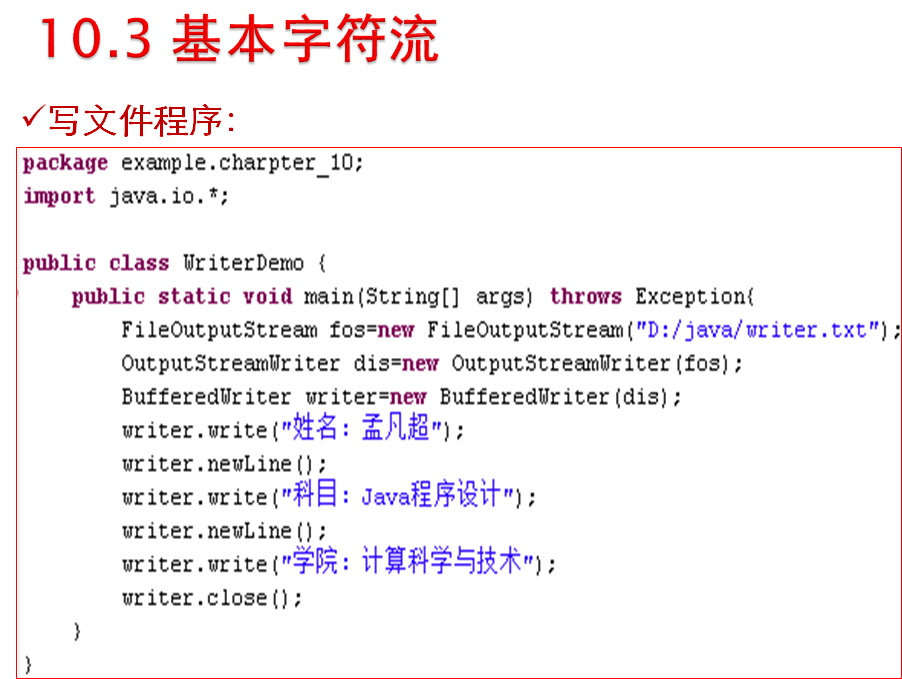 10.3 基本字符流
✓写文件程序：
package example.charpter_10;
import java.io.*;
public class WriterDemo {
public static void main(String[] args) throws Exception{
FileOutputStream fos=new FileOutputStream("D:/java/writer.txt");
OutputStreamWriter dis=new OutputStreamWriter(fos);
BufferedWriter writer=new BufferedWriter(dis);
writer.write("姓名：孟凡超");
writer.newLine();
writer.write("科目：Java程序设计");
writer.newLine();
writer.write("学院：计算科学与技术");
writer.close();
}
}